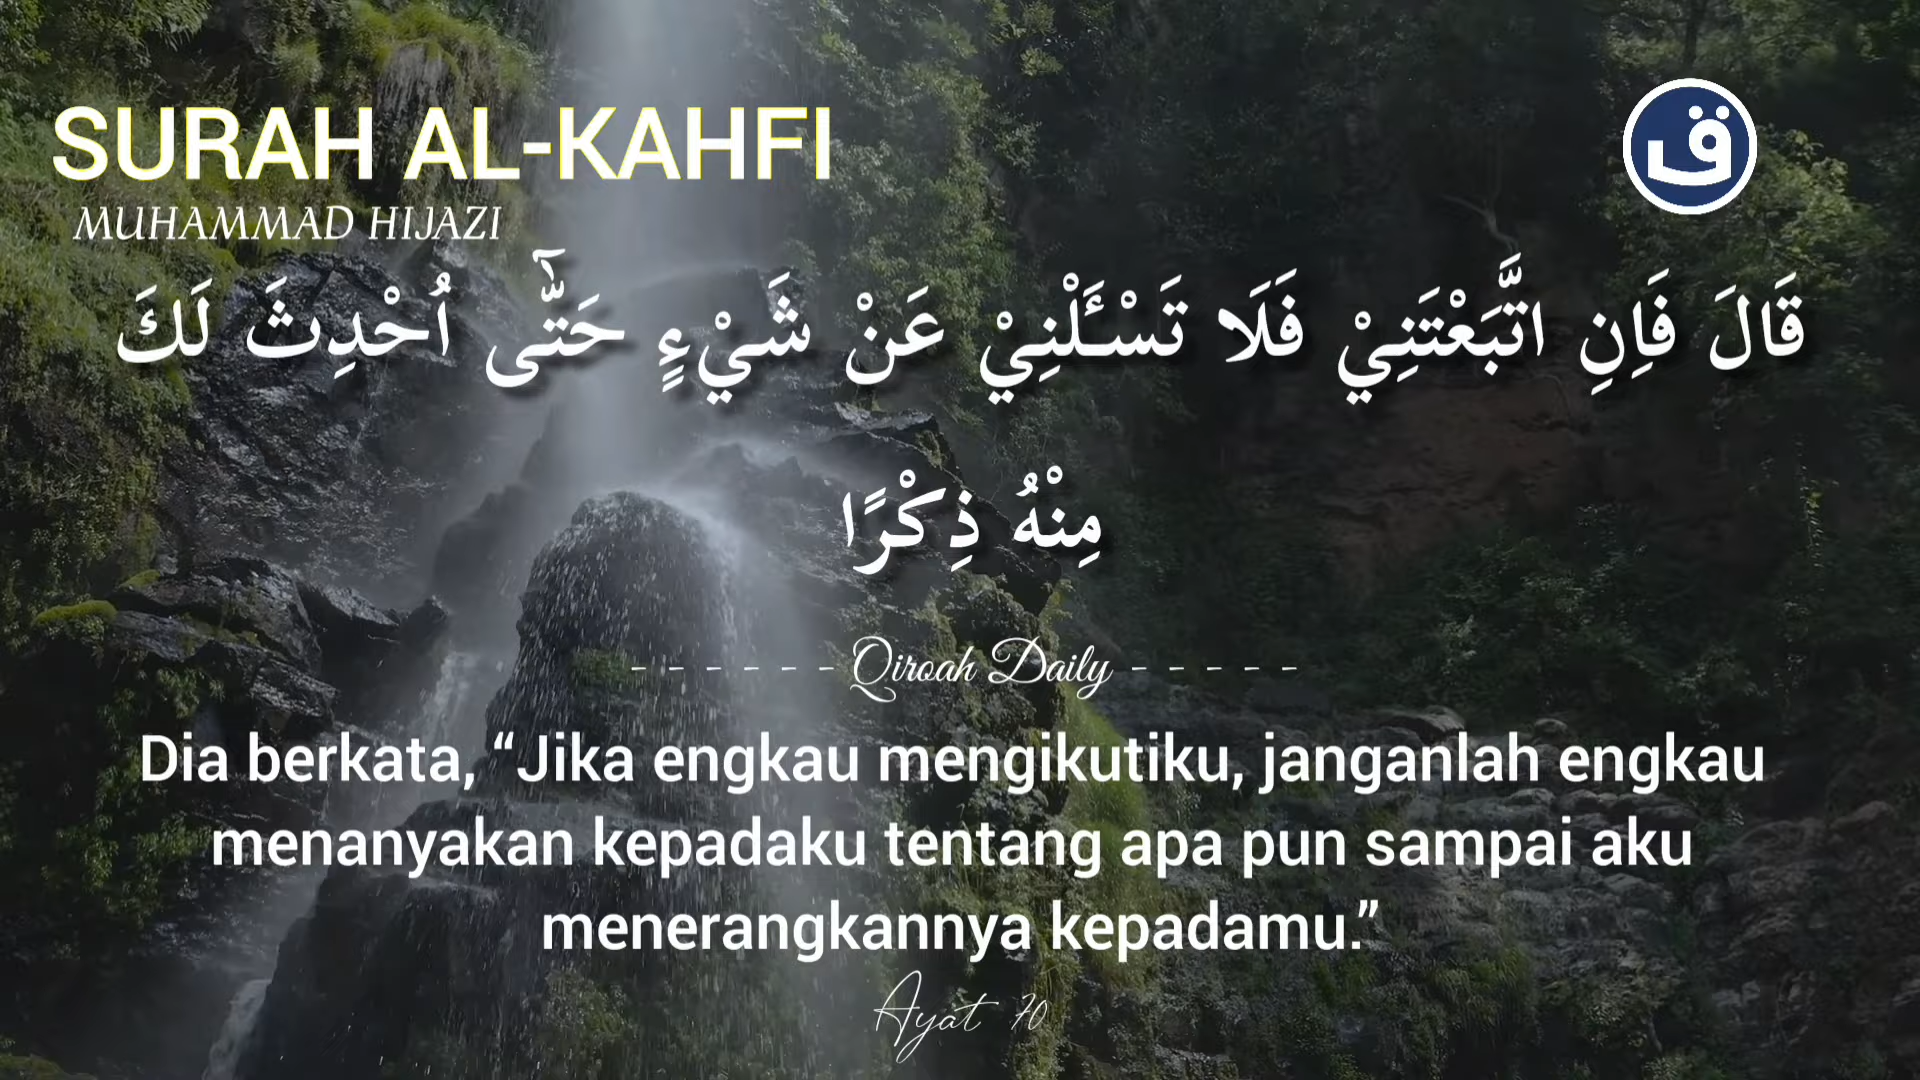 SURAH AL-KAHFI
MUHAMMAD HIJAZI
ق
قَالَ فَاِنِ اتَّبَعْتَنِيْ فَلَا تَسْـَٔلْنِيْ عَنْ شَيْءٍ حَتّٰٓى اُحْدِثَ لَكَ
مِنْهُ ذِكْرًا
- - - - - - Qiroah Daily - - - - -
Dia berkata, “Jika engkau mengikutiku, janganlah engkau
menanyakan kepadaku tentang apa pun sampai aku
menerangkannya kepadamu.”
Ayat 70